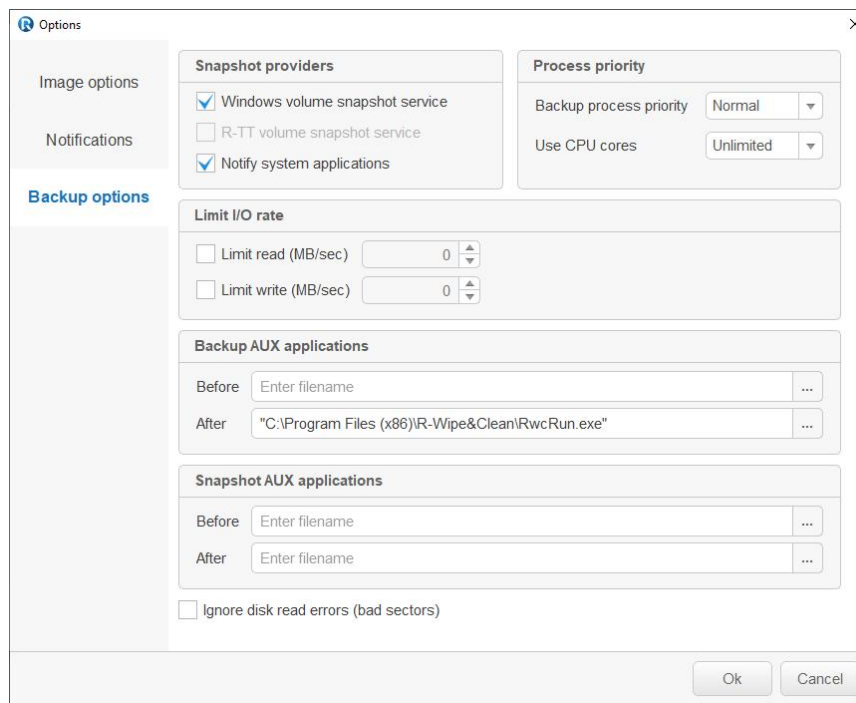 Options
Image options
Notifications
Backup options
Snapshot providers
Windows volume snapshot service
R-TT volume snapshot service
Notify system applications
Process priority
Backup process priority Normal
Use CPU cores Unlimited
Limit I/O rate
Limit read (MB/sec) 0
Limit write (MB/sec) 0
Backup AUX applications
Before Enter filename ...
After "C:\Program Files (x86)\R-Wipe&Clean\RwcRun.exe" ...
Snapshot AUX applications
Before Enter filename ...
After Enter filename ...
Ignore disk read errors (bad sectors)
Ok Cancel